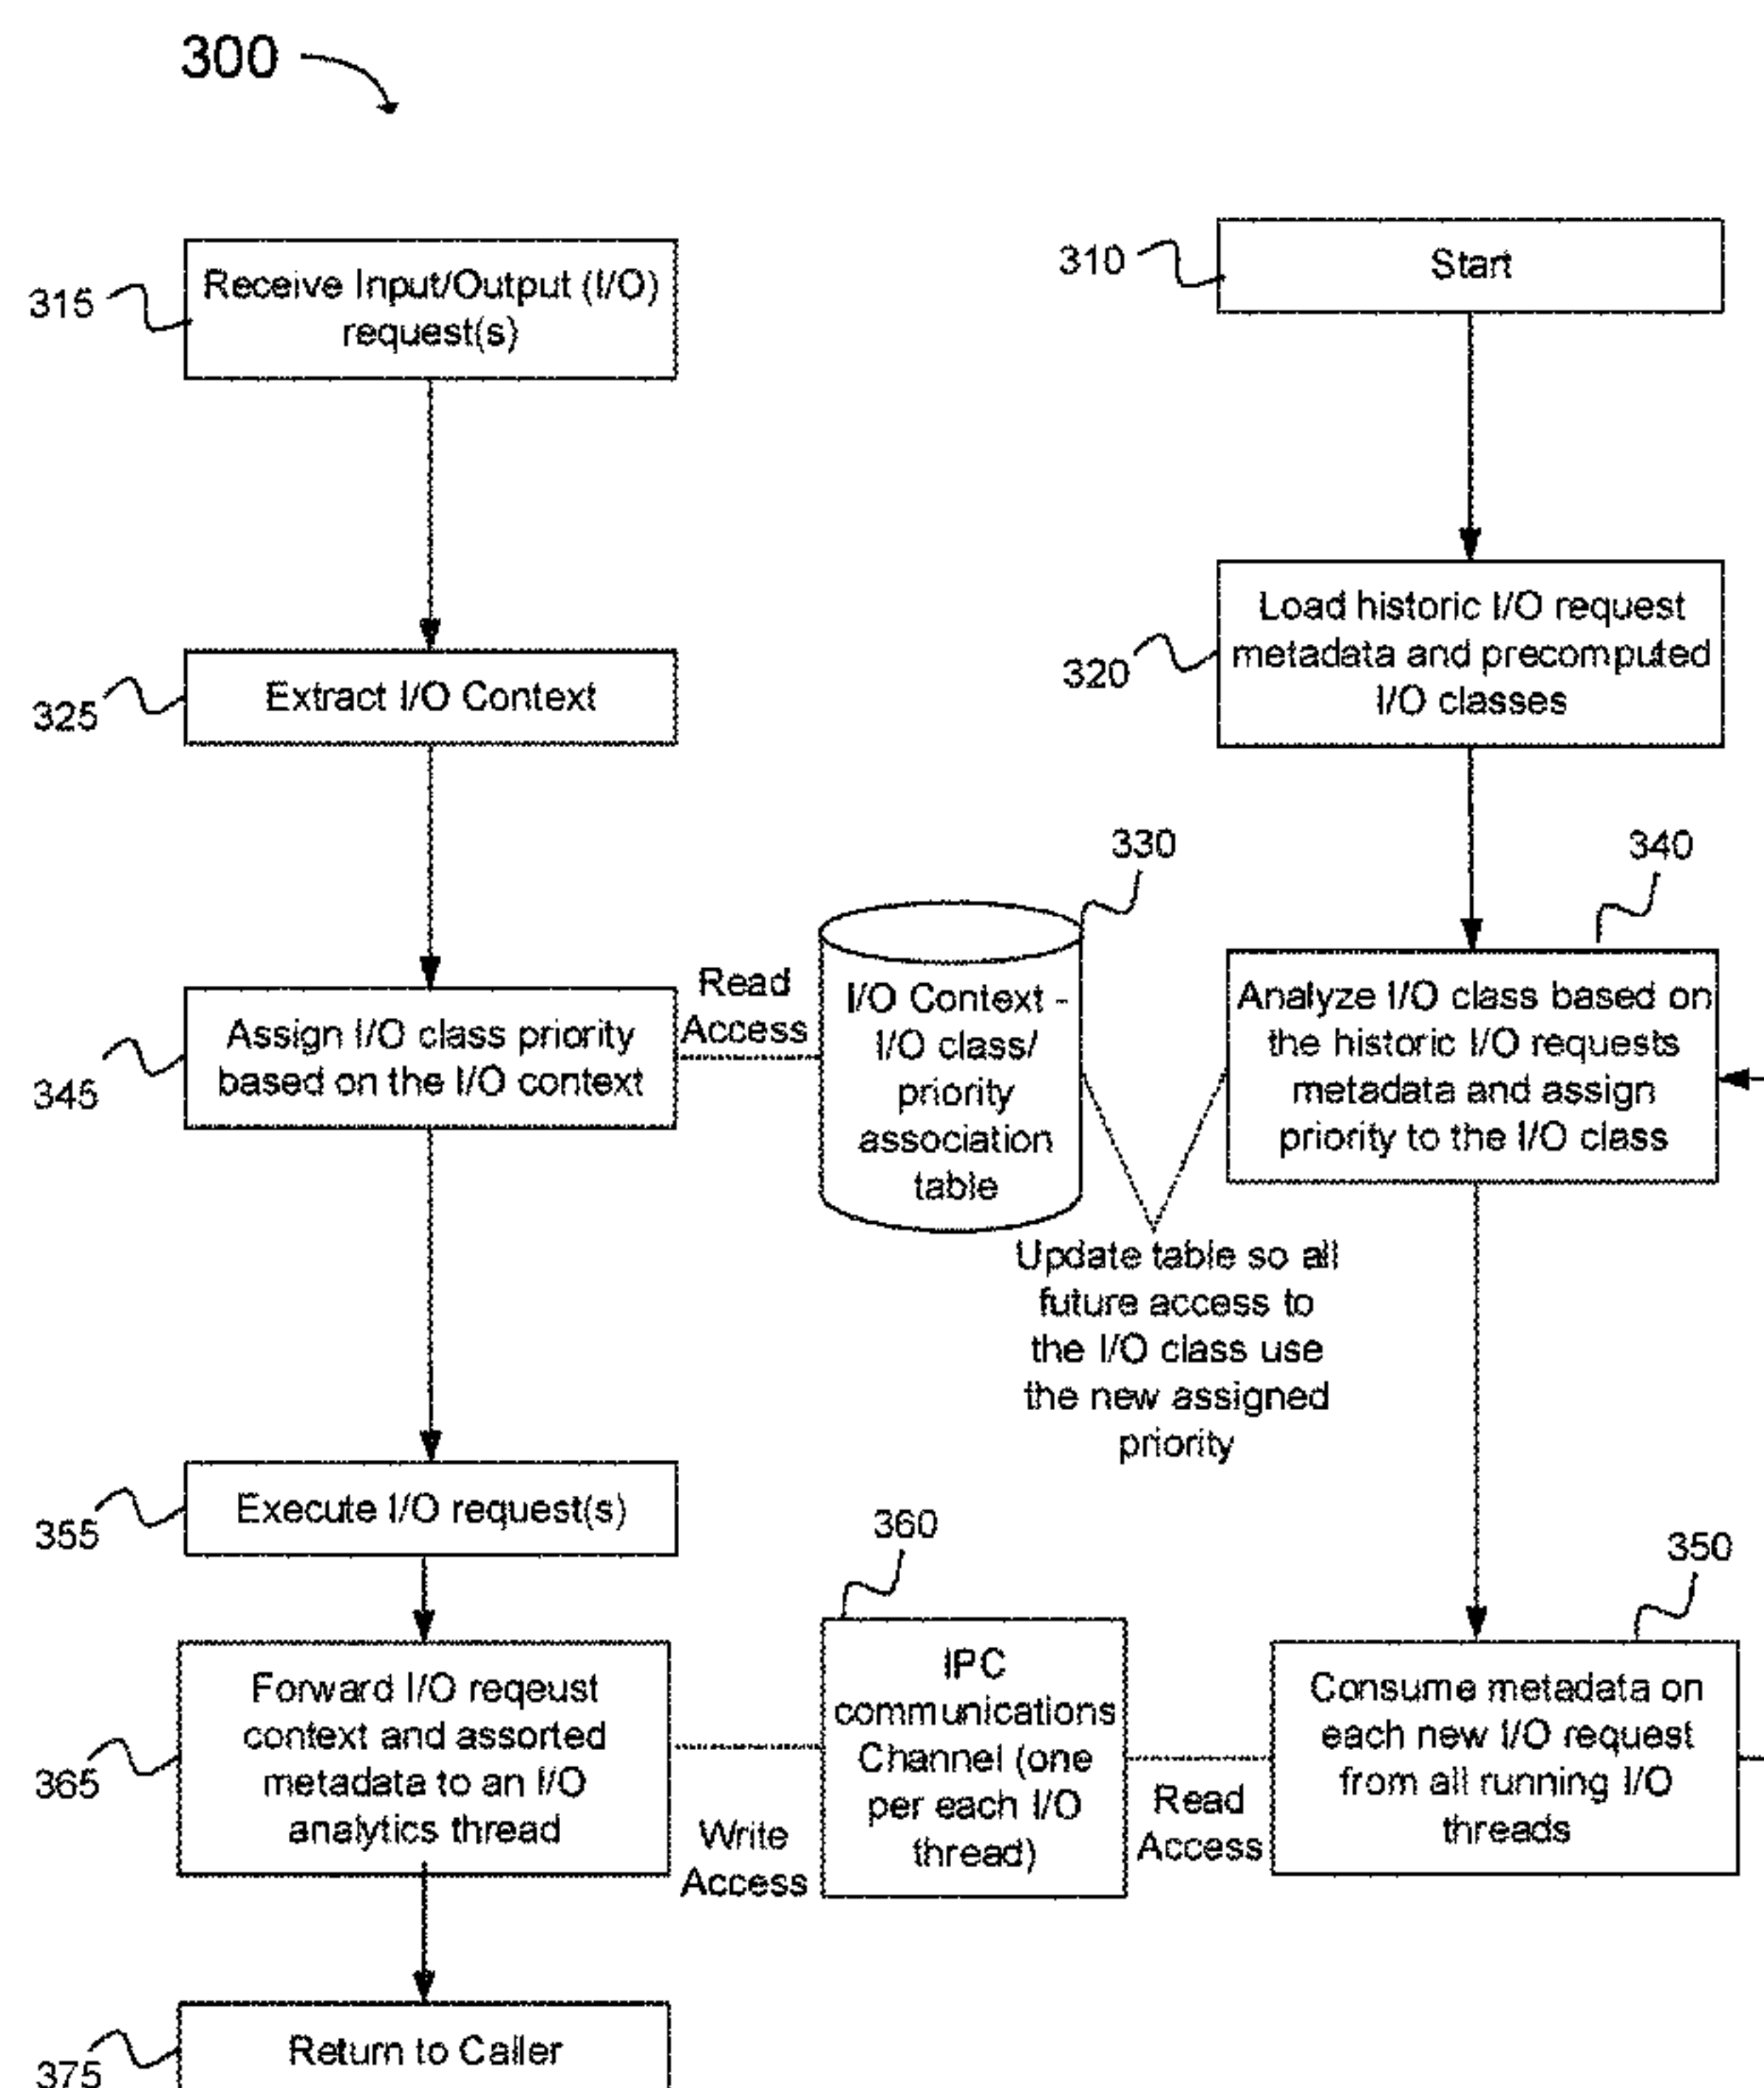 300
315
Receive Input/Output (I/O)
request(s)
310
Start
325
Extract I/O Context
320
Load historic I/O request
metadata and precomputed
I/O classes
330
340
345
Assign I/O class priority
based on the I/O context
Read
Access
I/O Context -
I/O class/
priority
association
table
Analyze I/O class based on
the historic I/O requests
metadata and assign
priority to the I/O class
Update table so all
future access to
the I/O class use
the new assigned
priority
355
Execute I/O request(s)
360
350
365
Forward I/O reqeust
context and assorted
metadata to an I/O
analytics thread
Write
Access
IPC
communications
Channel (one
per each I/O
thread)
Read
Access
Consume metadata on
each new I/O request
from all running I/O
threads
375
Return to Caller